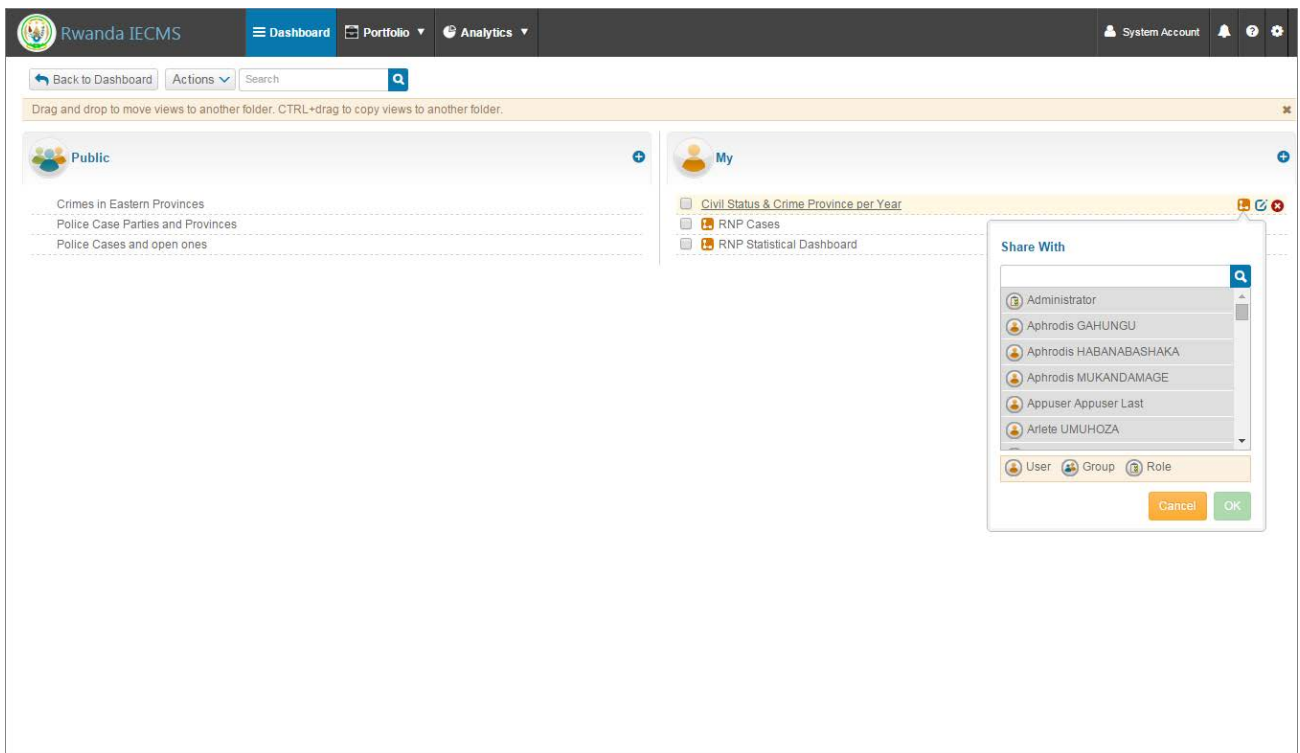 Rwanda IECMS
Dashboard
Portfolio
Analytics
System Account
Back to Dashboard
Actions
Search
Drag and drop to move views to another folder. CTRL+drag to copy views to another folder.
Public
Crimes in Eastern Provinces
Police Case Parties and Provinces
Police Cases and open ones
My
Civil Status & Crime Province per Year
RNP Cases
RNP Statistical Dashboard
Share With
Administrator
Aphrodis GAHUNGU
Aphrodis HABANABASHAKA
Aphrodis MUKANDAMAGE
Appuser Appuser Last
Arlete UMUHOZA
User Group Role
Cancel OK